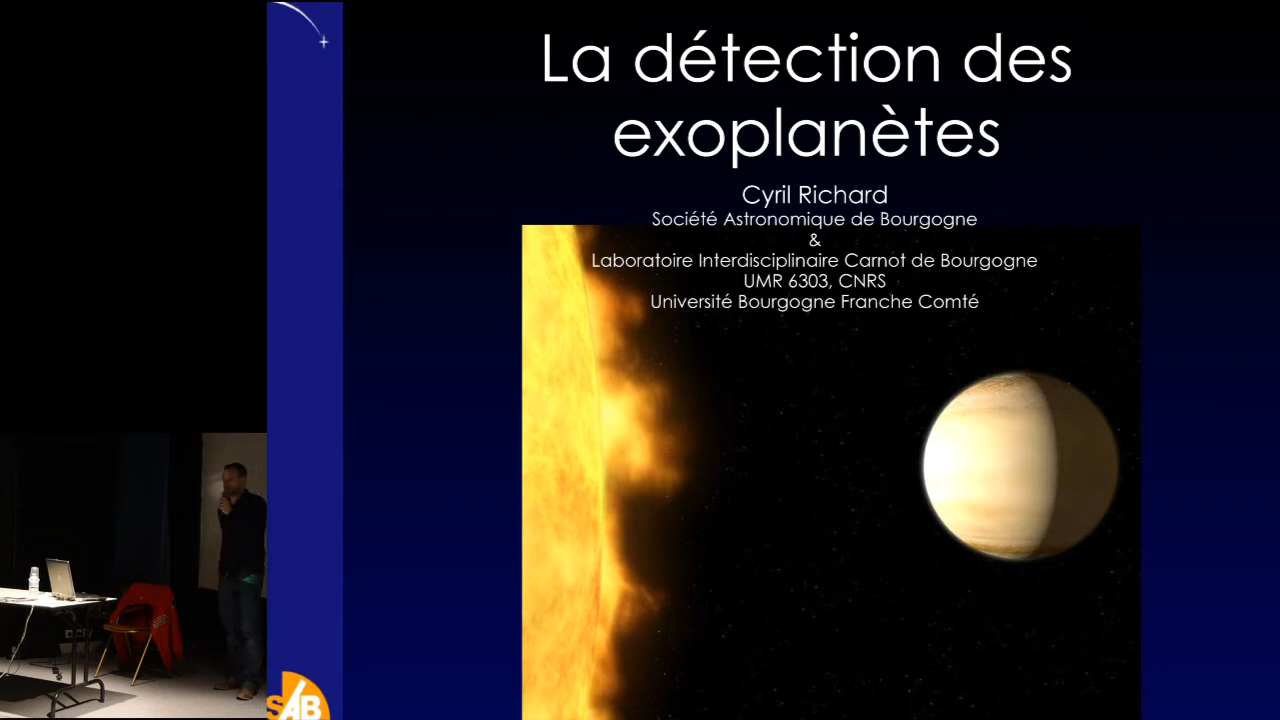 La détection des
exoplanètes
Cyril Richard
Société Astronomique de Bourgogne
&
Laboratoire Interdisciplinaire Carnot de Bourgogne
UMR 6303, CNRS
Université Bourgogne Franche Comté
SAB